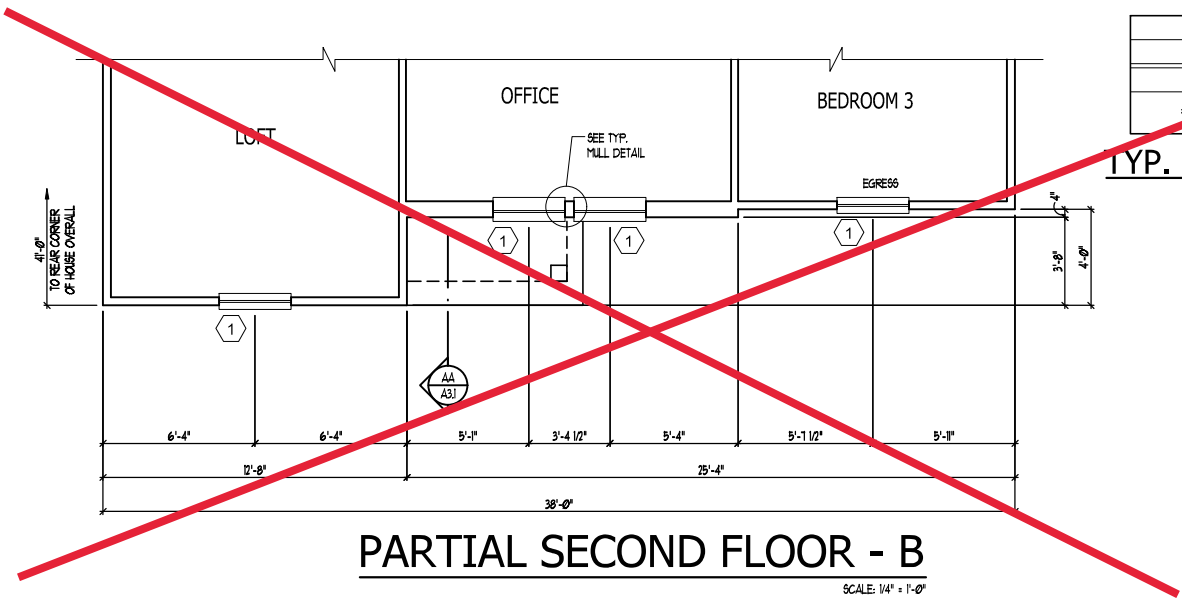 OFFICE
BEDROOM 3
LOFT
SEE TYP.
MULL DETAIL
TYP.
EGRESS
4"
41'-0"
TO REAR CORNER
OF HOUSE OVERALL
1
1
1
3'-8"
4'-0"
1
AA
A3.1
6'-4"
6'-4"
5'-1"
3'-4 1/2"
5'-4"
5'-7 1/2"
5'-11"
12'-8"
25'-4"
38'-0"
PARTIAL SECOND FLOOR - B
SCALE: 1/4" = 1'-0"